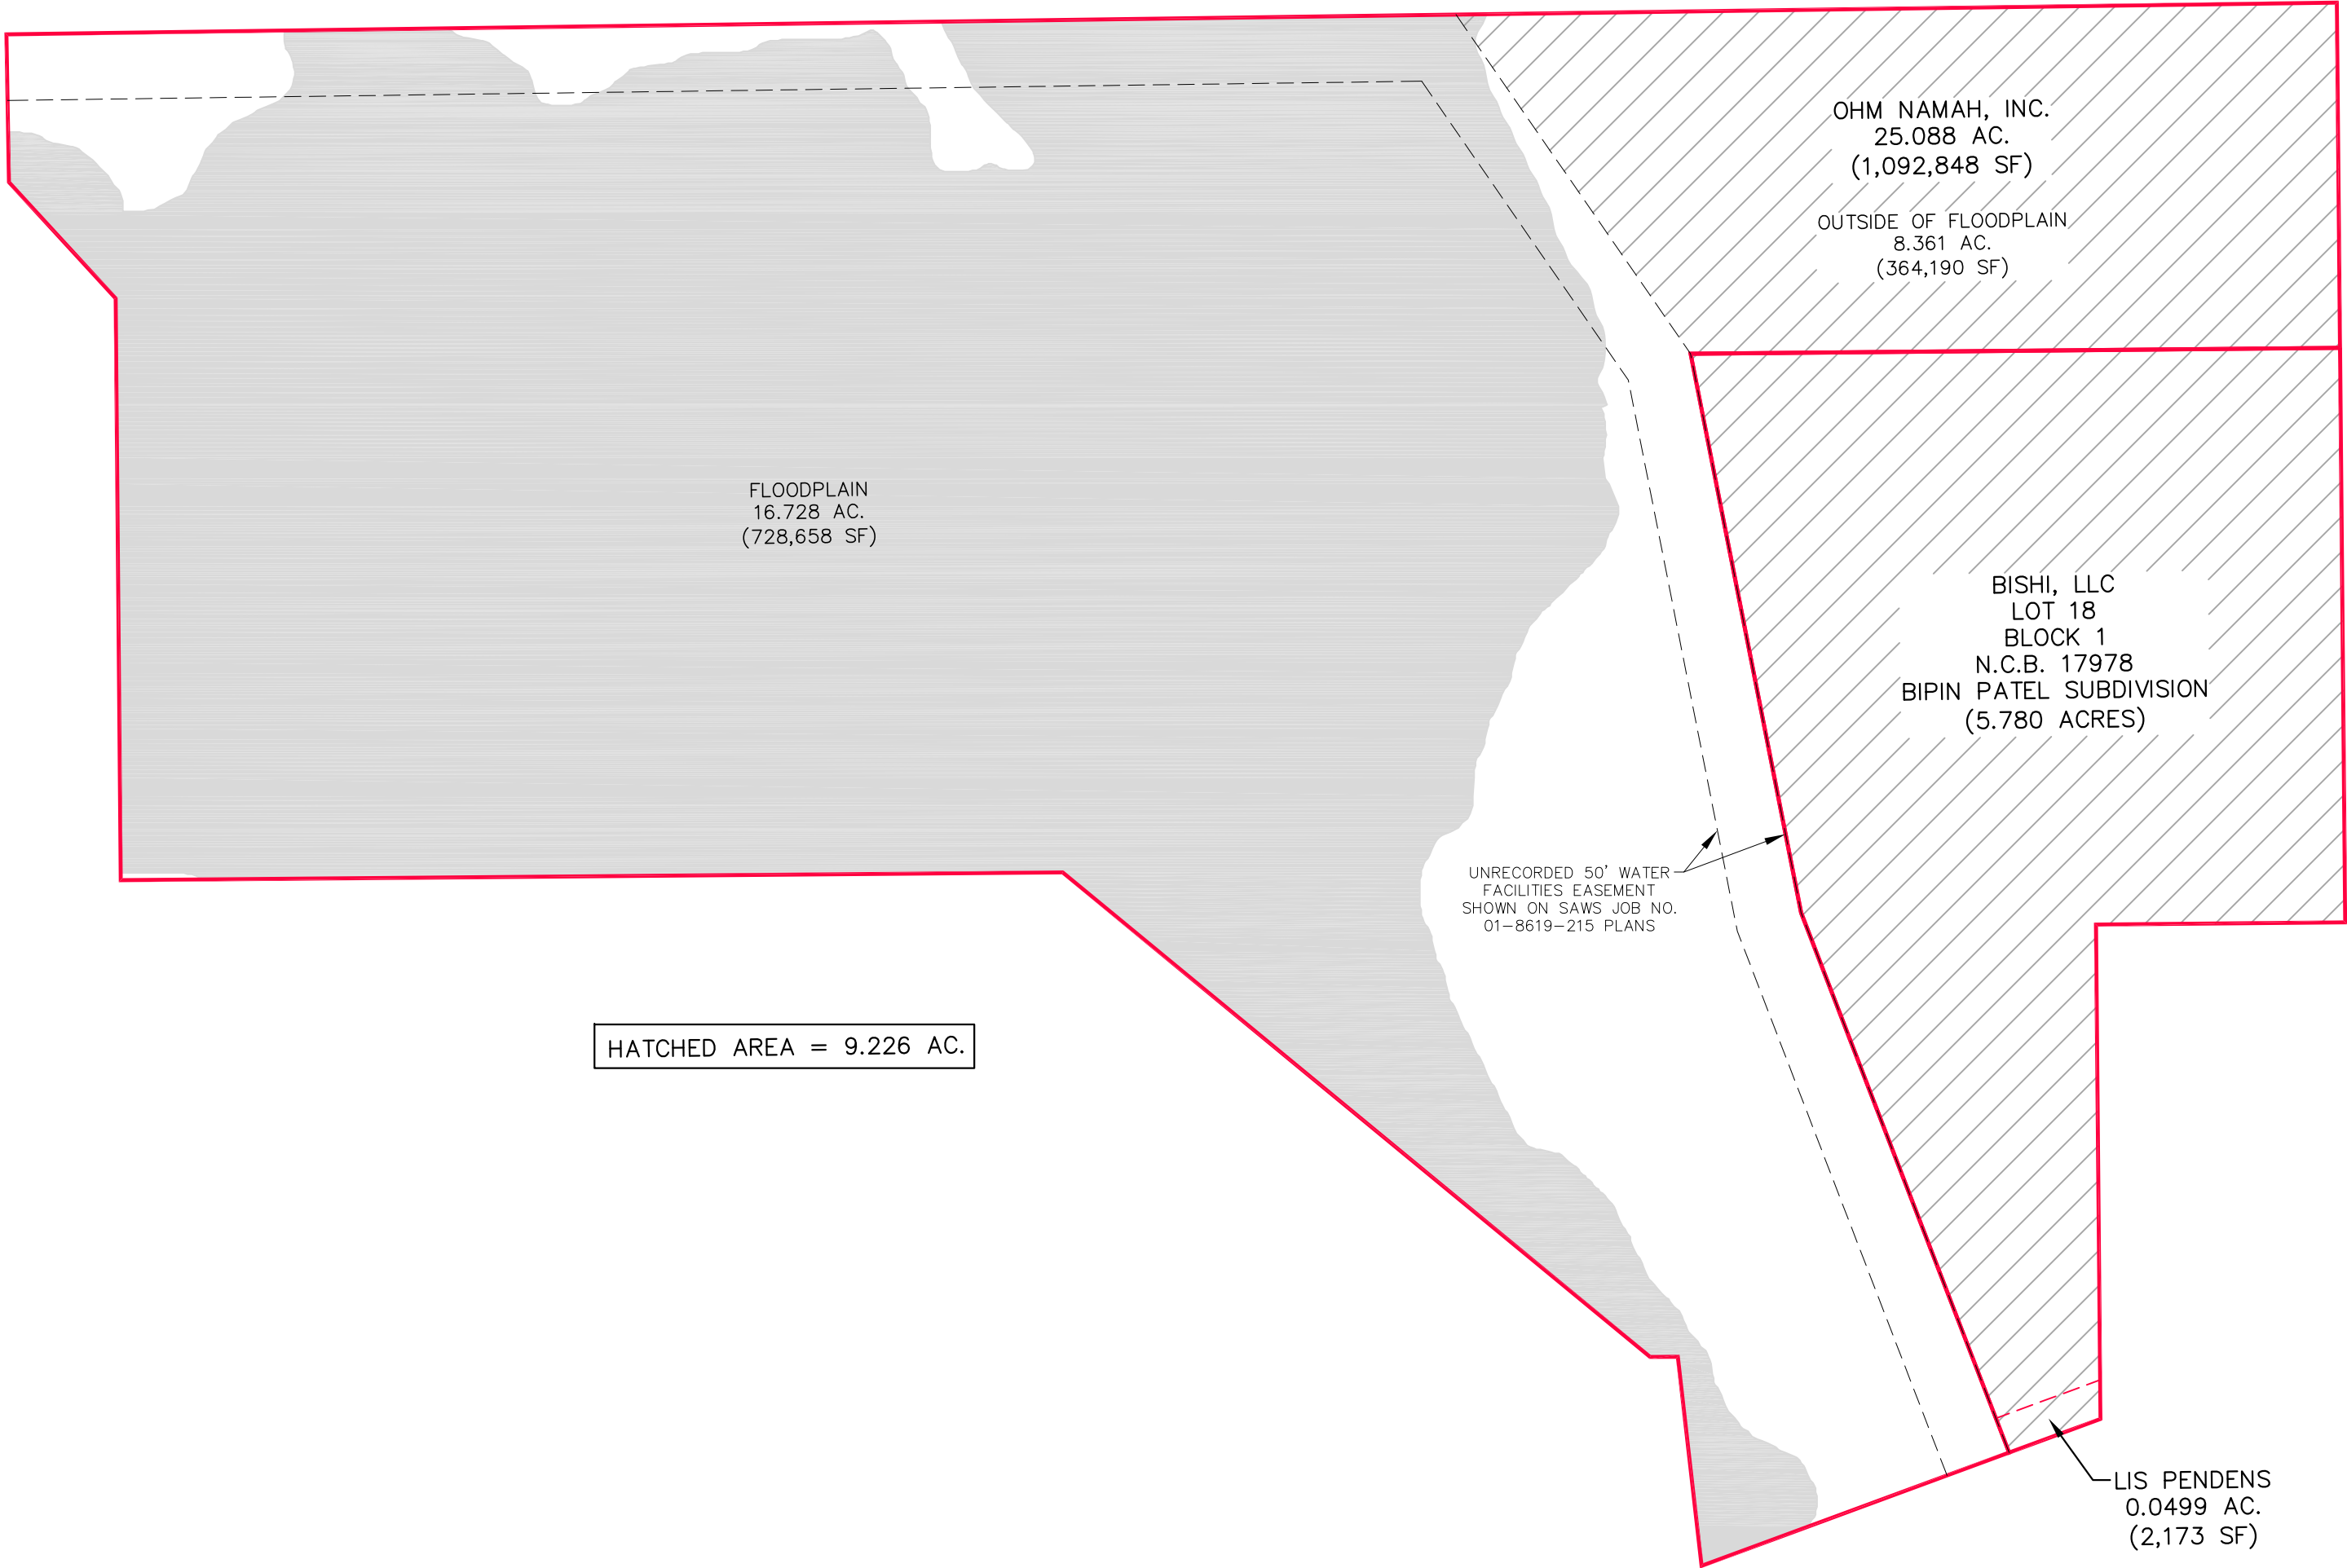 OHM NAMAH, INC.
25.088 AC.
(1,092,848 SF)
OUTSIDE OF FLOODPLAIN
8.361 AC.
(364,190 SF)
FLOODPLAIN
16.728 AC.
(728,658 SF)
BISHI, LLC
LOT 18
BLOCK 1
N.C.B. 17978
BIPIN PATEL SUBDIVISION
(5.780 ACRES)
UNRECORDED 50' WATER
FACILITIES EASEMENT
SHOWN ON SAWS JOB NO.
01-8619-215 PLANS
HATCHED AREA = 9.226 AC.
LIS PENDENS
0.0499 AC.
(2,173 SF)